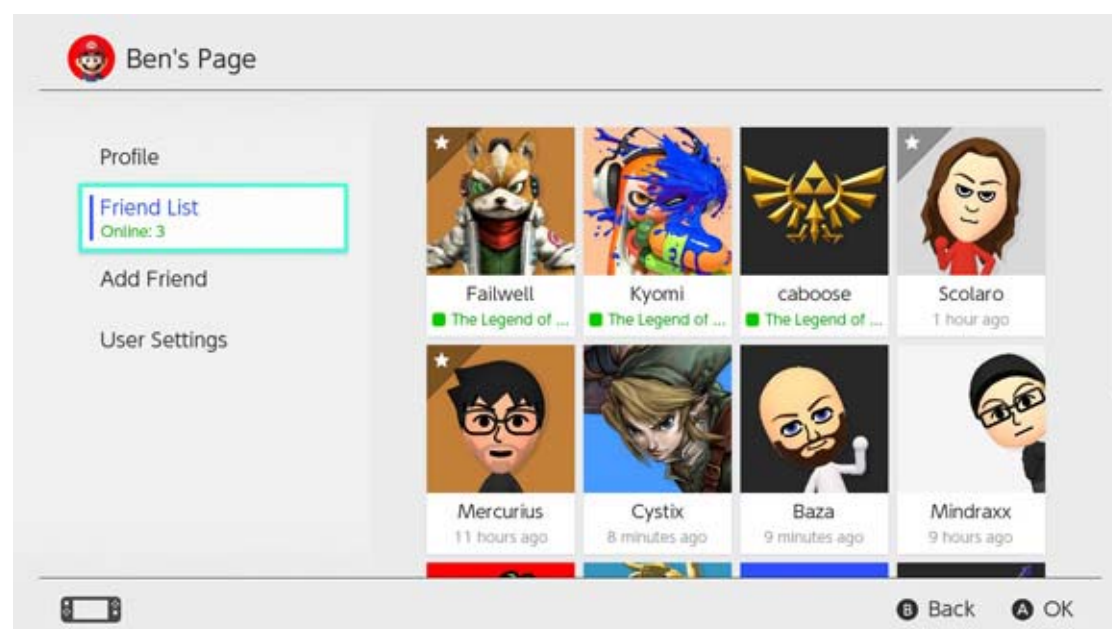 Ben's Page
Profile
Friend List
Online: 3
Add Friend
User Settings
Failwell
The Legend of ...
Kyomi
The Legend of ...
caboose
The Legend of ...
Scolaro
1 hour ago
Mercurius
11 hours ago
Cystix
8 minutes ago
Baza
9 minutes ago
Mindraxx
9 hours ago
B Back
A OK